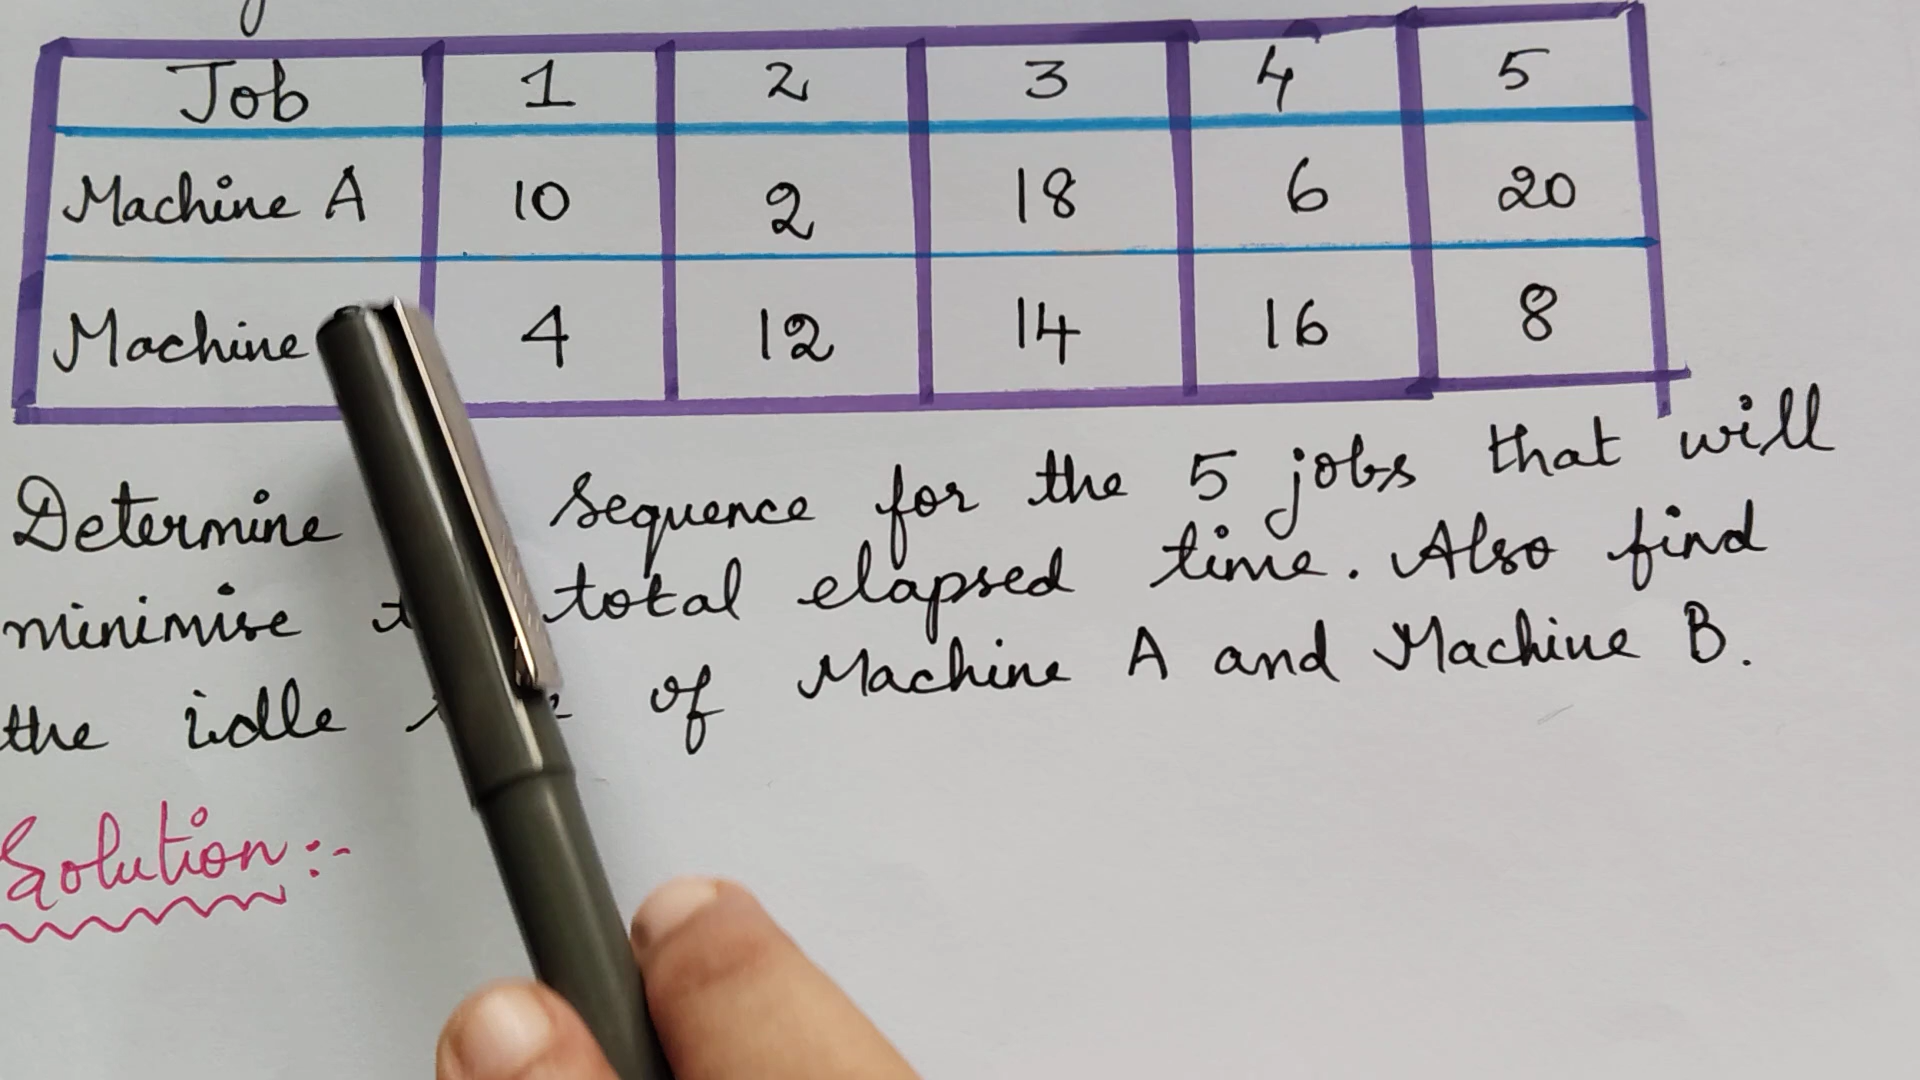 Job 1 2 3 4 5
Machine A 10 2 18 6 20
Machine 4 12 14 16 8
Determine sequence for the 5 jobs that will
minimise total elapsed time. Also find
the idle of Machine A and Machine B.
Solution:-